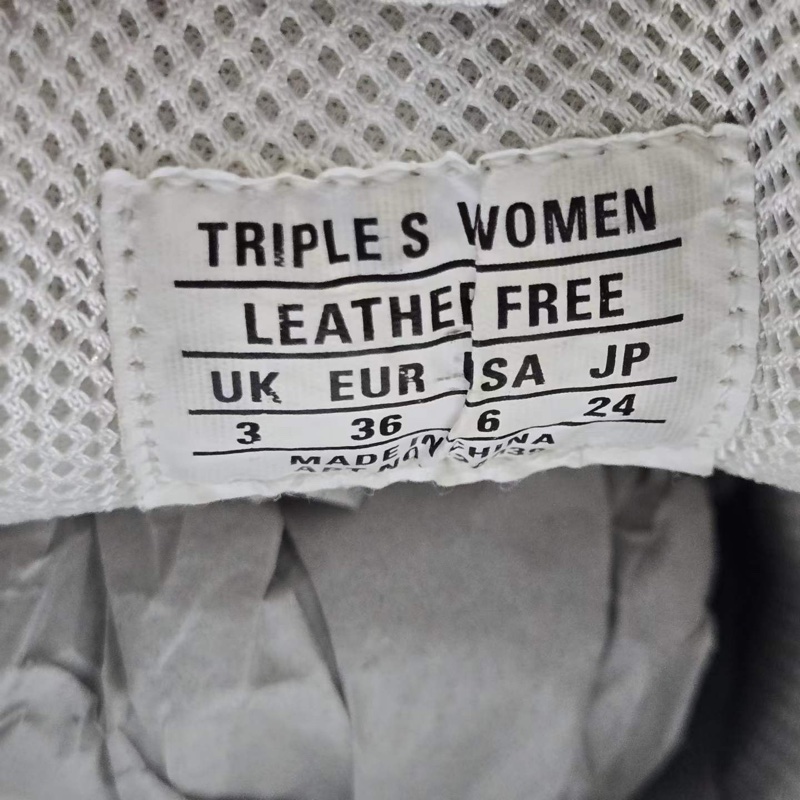 TRIPLE S WOMEN
LEATHER FREE
UK EUR USA JP
3 36 6 24
MADE IN CHINA